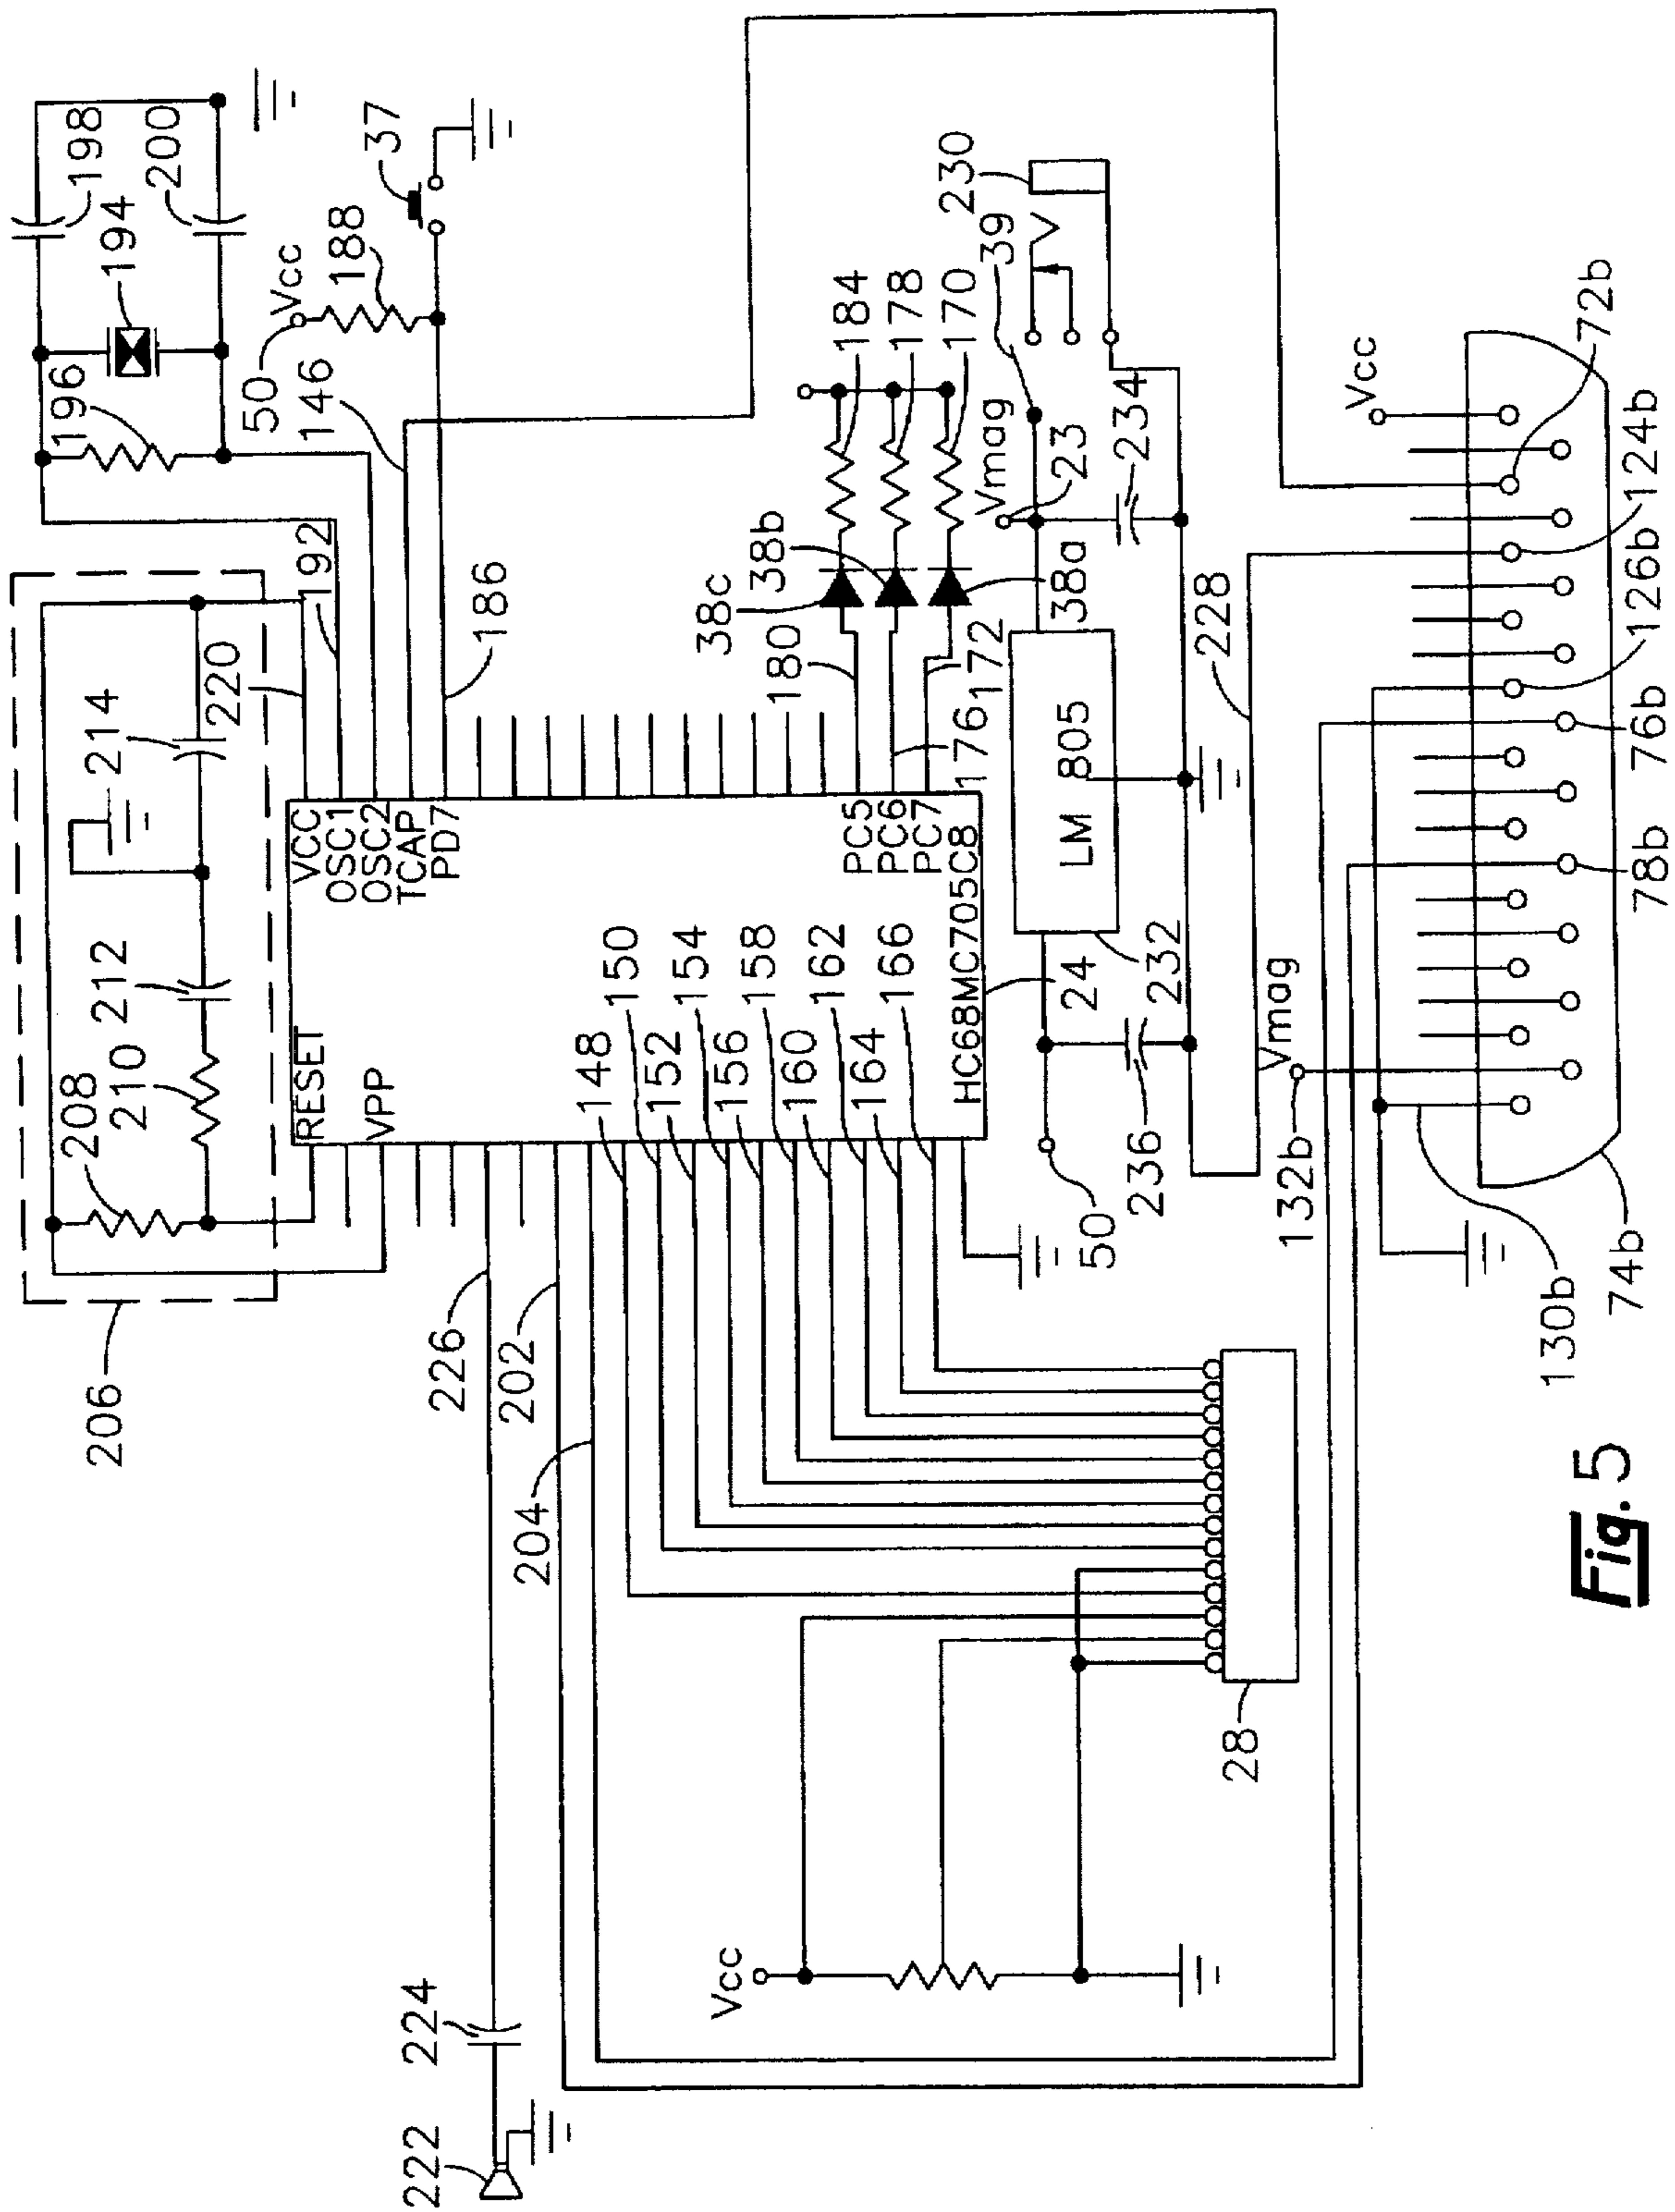 222
224
226
202
204
206
208
210
212
214
220
192
196
194
198
200
50
Vcc
188
37
146
186
RESET
VPP
VCC
OSC1
OSC2
TCAP
PD7
PC5
PC6
PC7
HC68MC705C8
148
150
152
154
156
158
160
162
164
166
24
180
176
172
38c
38b
38a
184
178
170
39
V
230
Vmag
23
234
LM 805
232
236
50
228
Vcc
28
Vmag
132b
130b
74b
78b
76b
126b
124b
72b
Vcc
Fig. 5